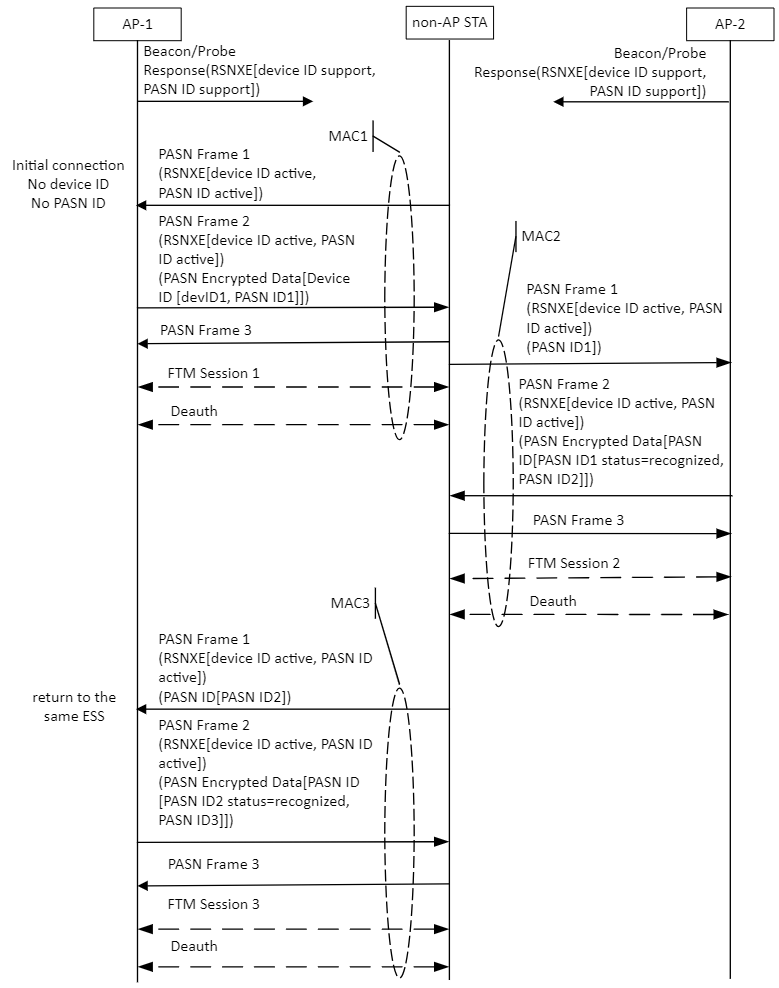 AP-1
non-AP STA
AP-2
Beacon/Probe
Response(RSNXE[device ID support,
PASN ID support])
Beacon/Probe
Response(RSNXE[device ID support,
PASN ID support])
MAC1
Initial connection
No device ID
No PASN ID
PASN Frame 1
(RSNXE[device ID active,
PASN ID active])
PASN Frame 2
(RSNXE[device ID active, PASN
ID active])
(PASN Encrypted Data[Device
ID [devID1, PASN ID1]])
MAC2
PASN Frame 1
(RSNXE[device ID active, PASN
ID active])
(PASN ID1])
PASN Frame 3
FTM Session 1
Deauth
PASN Frame 2
(RSNXE[device ID active, PASN
ID active])
(PASN Encrypted Data[PASN
ID[PASN ID1 status=recognized,
PASN ID2]])
PASN Frame 3
FTM Session 2
Deauth
MAC3
return to the
same ESS
PASN Frame 1
(RSNXE[device ID active, PASN ID
active])
(PASN ID[PASN ID2])
PASN Frame 2
(RSNXE[device ID active, PASN ID
active])
(PASN Encrypted Data[PASN ID
[PASN ID2 status=recognized,
PASN ID3]])
PASN Frame 3
FTM Session 3
Deauth